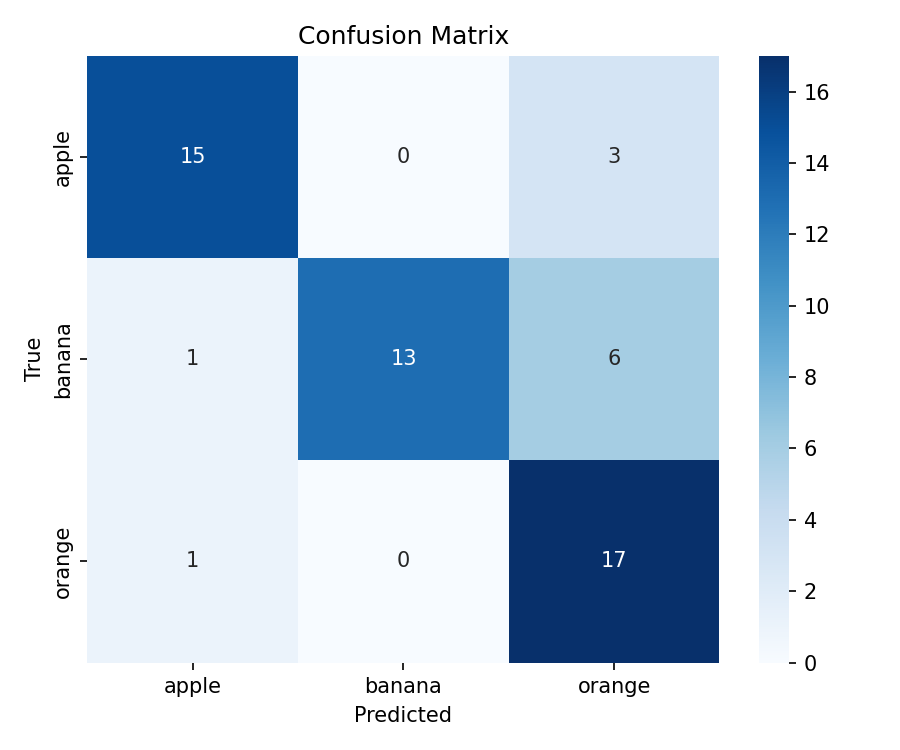 Confusion Matrix
apple 15 0 3
banana 1 13 6
orange 1 0 17
True
apple banana orange
Predicted
16
14
12
10
8
6
4
2
0